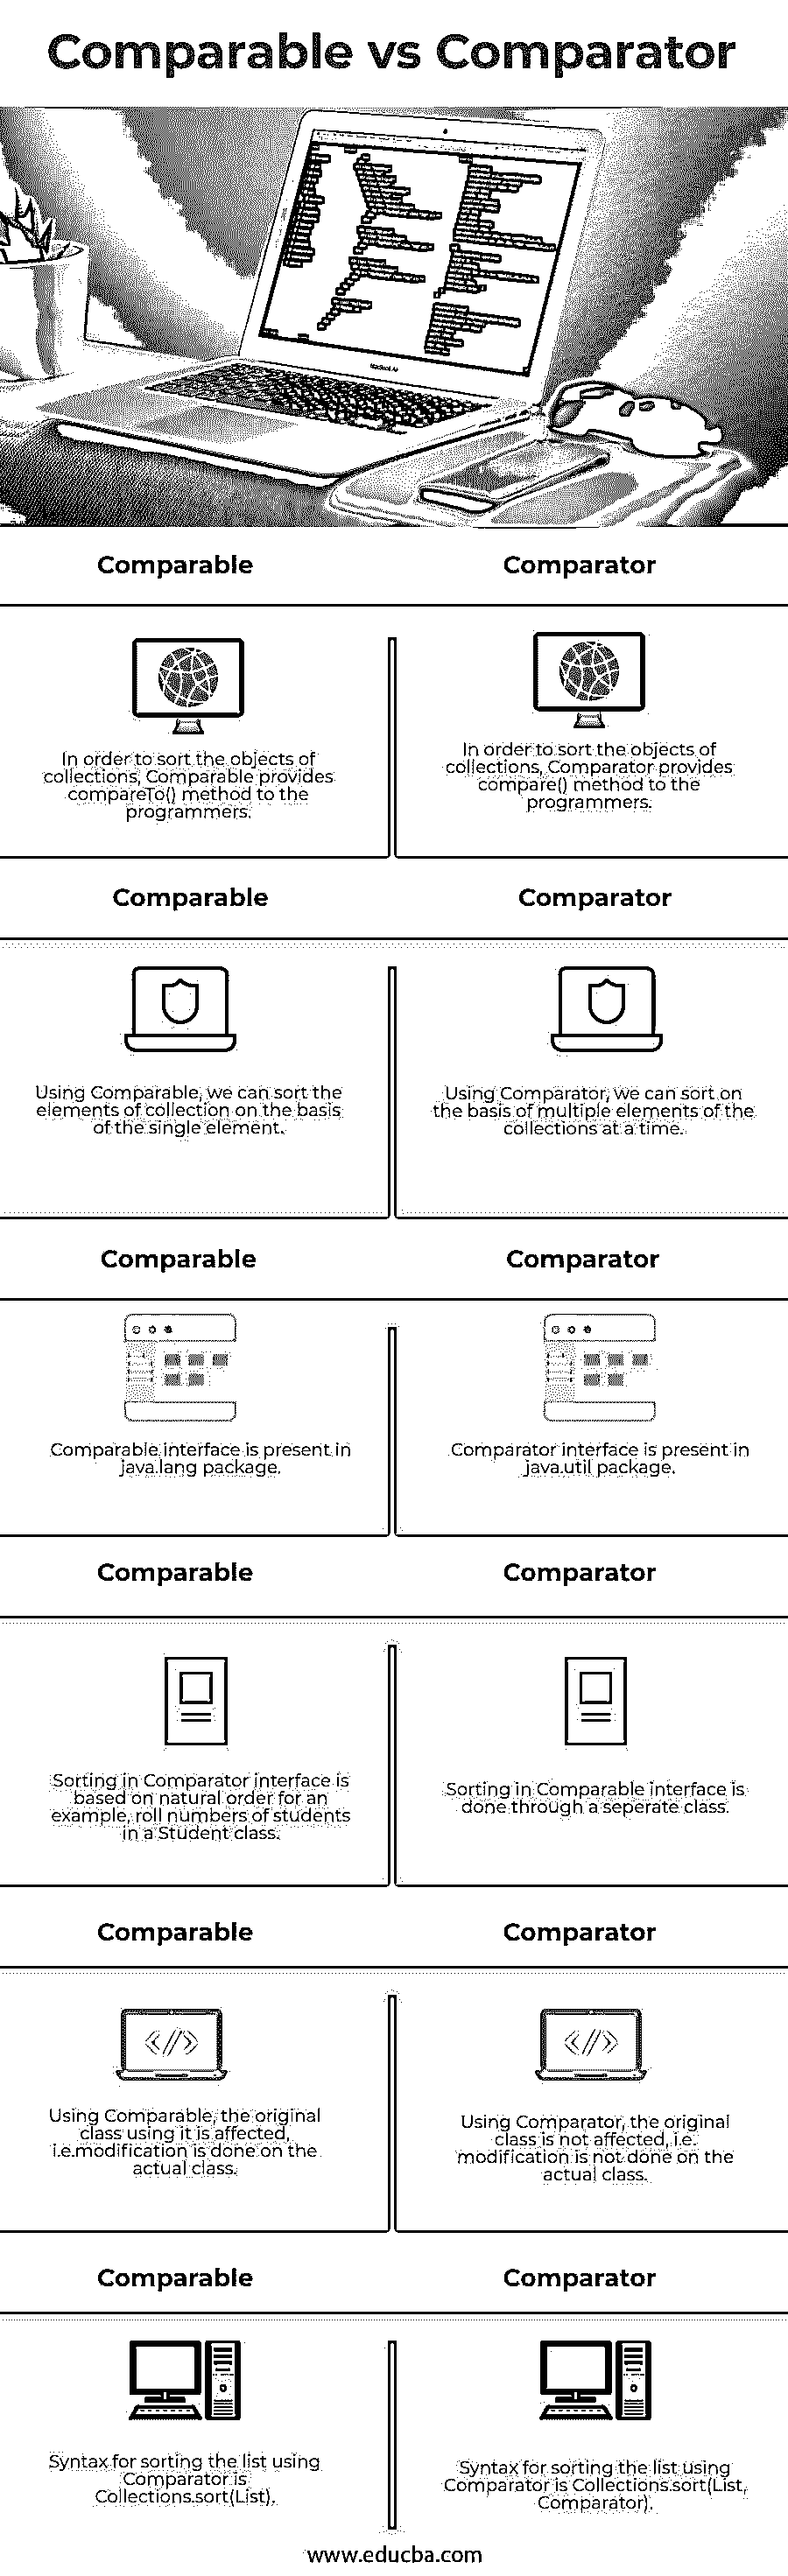 Comparable vs Comparator
MacBook Air
Comparable
Comparator
In order to sort the objects of
collections, Comparable provides
compareTo() method to the
programmers.
In order to sort the objects of
collections, Comparator provides
compare() method to the
programmers.
Comparable
Comparator
Using Comparable, we can sort the
elements of collection on the basis
of the single element.
Using Comparator, we can sort on
the basis of multiple elements of the
collections at a time.
Comparable
Comparator
Comparable interface is present in
java.lang package.
Comparator interface is present in
java.util package.
Comparable
Comparator
Sorting in Comparator interface is
based on natural order for an
example, roll numbers of students
in a Student class.
Sorting in Comparable interface is
done through a seperate class.
Comparable
Comparator
Using Comparable, the original
class using it is affected,
i.e.modification is done on the
actual class.
Using Comparator, the original
class is not affected, i.e.
modification is not done on the
actual class.
Comparable
Comparator
Syntax for sorting the list using
Comparator is
Collections.sort(List).
Syntax for sorting the list using
Comparator is Collections.sort(List,
Comparator).
www.educba.com